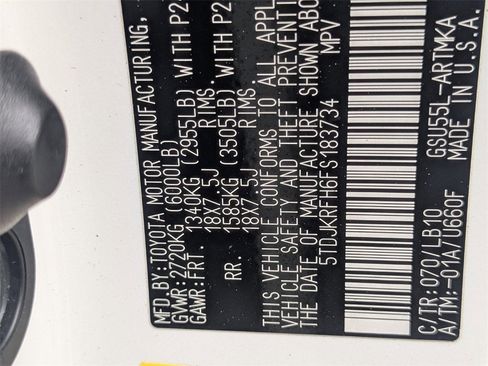 MFD.BY:TOYOTA MOTOR MANUFACTURING,
GVWR:2720KG (6000LB)
GAWR:FRT. 1340KG (2955LB) WITH P2
18X7.5J RIMS.
RR. 1585KG (3505LB) WITH P2
18X7.5J RIMS.
THIS VEHICLE CONFORMS TO ALL APPL
VEHICLE SAFETY AND THEFT PREVENT
DATE OF MANUFACTURE SHOWN ABO
5TDJKRFH6FS183734 MPV
C/TR:070/LB10 GSU55L-ARTMKA
A/TM:-01A/U660F MADE IN U.S.A.